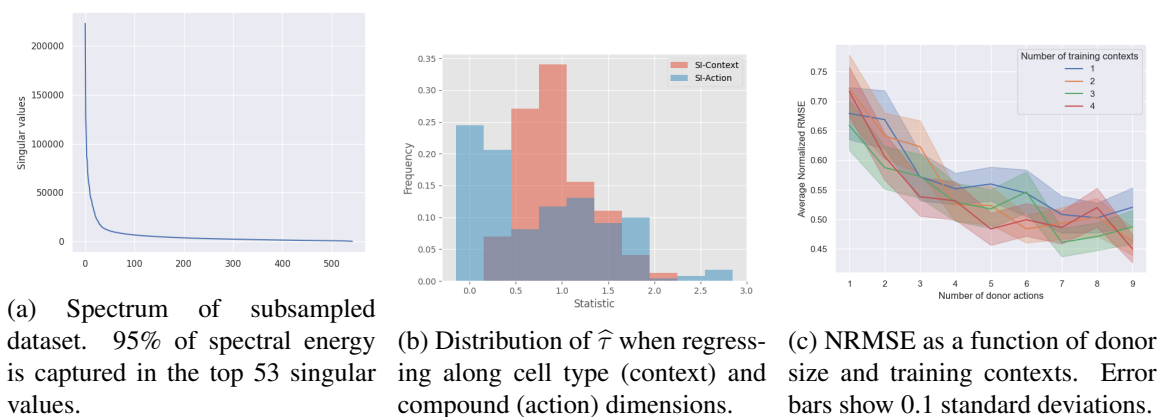 200000
150000
100000
50000
0
Singular values
0 100 200 300 400 500
(a) Spectrum of subsampled
dataset. 95% of spectral energy
is captured in the top 53 singular
values.
0.35
0.30
0.25
0.20
0.15
0.10
0.05
0.00
Frequency
SI-Context
SI-Action
0.0 0.5 1.0 1.5 2.0 2.5 3.0
Statistic
(b) Distribution of τ̂ when regress-
ing along cell type (context) and
compound (action) dimensions.
0.75
0.70
0.65
0.60
0.55
0.50
0.45
Average Normalized RMSE
Number of training contexts
1
2
3
4
1 2 3 4 5 6 7 8 9
Number of donor actions
(c) NRMSE as a function of donor
size and training contexts. Error
bars show 0.1 standard deviations.